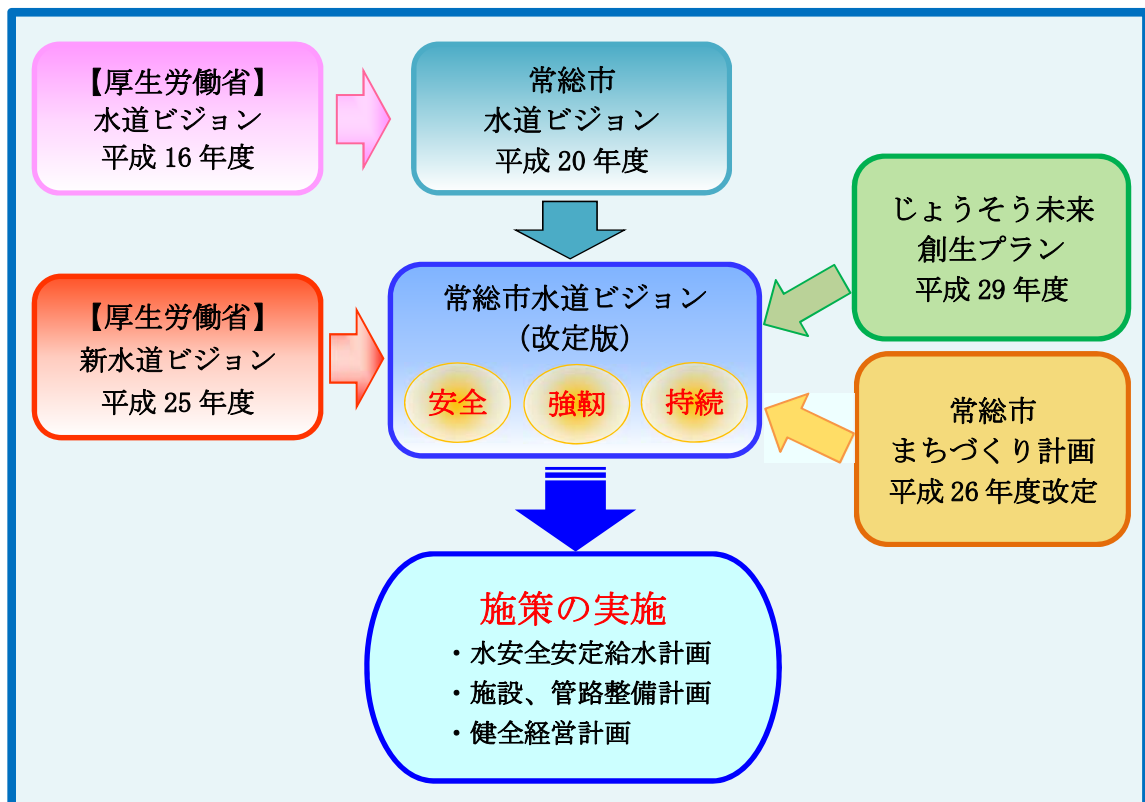 【厚生労働省】
水道ビジョン
平成 16 年度
常総市
水道ビジョン
平成 20 年度
じょうそう未来
創生プラン
平成 29 年度
【厚生労働省】
新水道ビジョン
平成 25 年度
常総市水道ビジョン
(改定版)
安全
強靭
持続
常総市
まちづくり計画
平成 26 年度改定
施策の実施
・水安全安定給水計画
・施設、管路整備計画
・健全経営計画